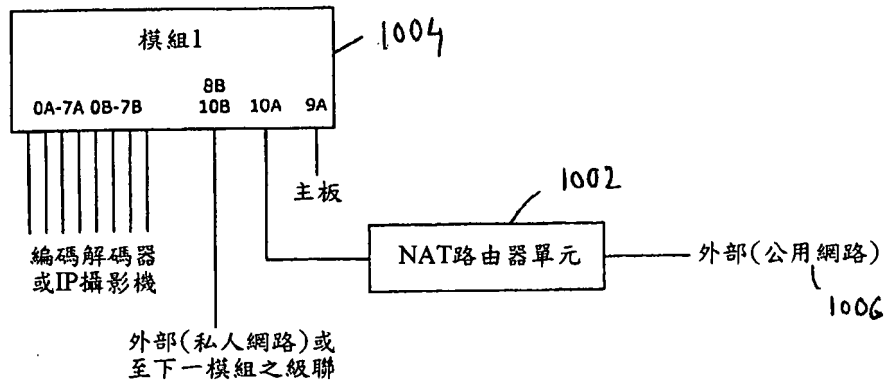 模組1
1004
8B
0A-7A 0B-7B 10B 10A 9A
主板
1002
編碼解碼器
或IP攝影機
NAT路由器單元
外部(公用網路)
1006
外部(私人網路)或
至下一模組之級聯